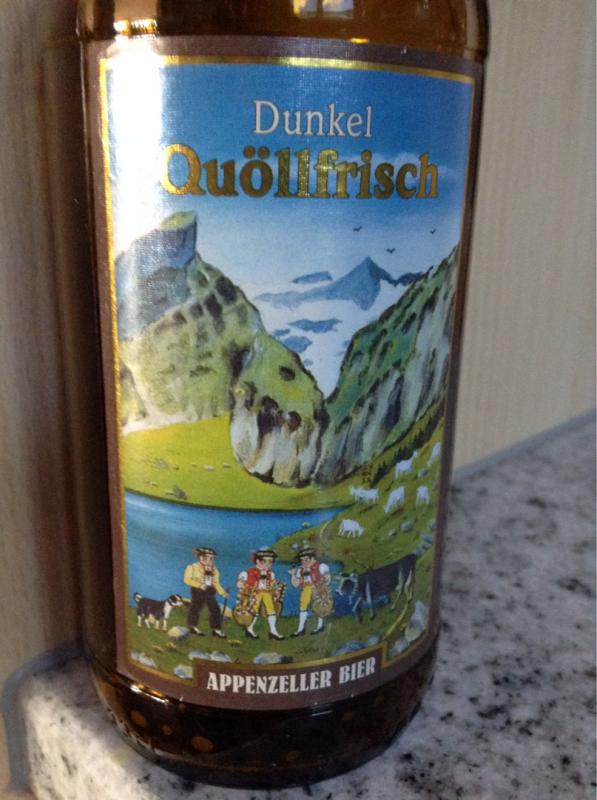 Dunkel
Quöllfrisch
APPENZELLER BIER